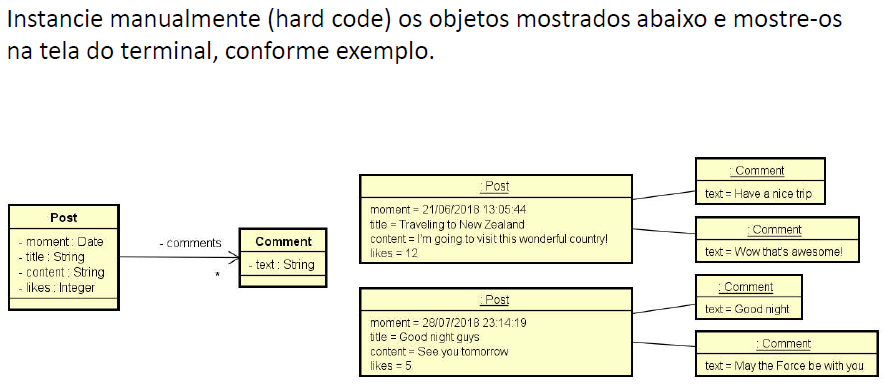 Instancie manualmente (hard code) os objetos mostrados abaixo e mostre-os
na tela do terminal, conforme exemplo.
Post
- moment : Date
- title : String
- content : String
- likes : Integer
- comments
*
Comment
- text : String
: Post
moment = 21/06/2018 13:05:44
title = Traveling to New Zealand
content = I'm going to visit this wonderful country!
likes = 12
: Comment
text = Have a nice trip
: Comment
text = Wow that's awesome!
: Post
moment = 28/07/2018 23:14:19
title = Good night guys
content = See you tomorrow
likes = 5
: Comment
text = Good night
: Comment
text = May the Force be with you